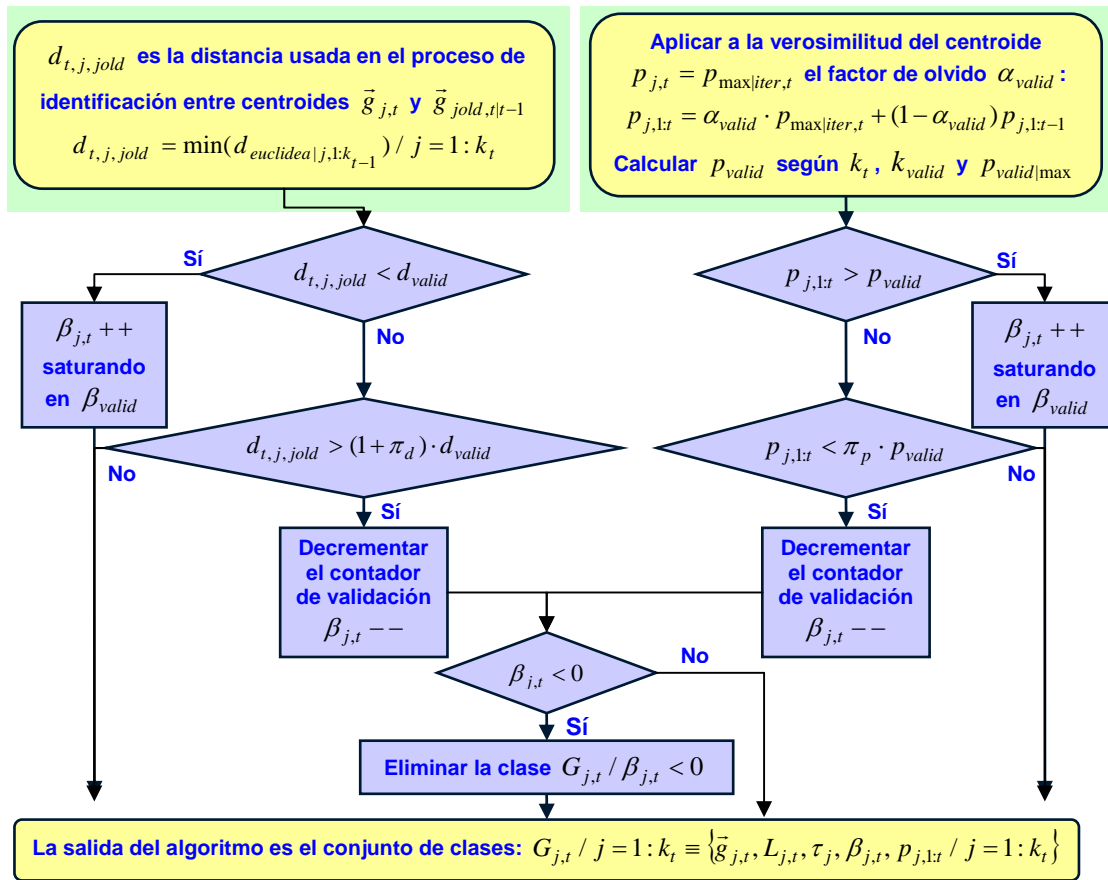 d_{t,j,jold} es la distancia usada en el proceso de
identificación entre centroides \vec{g}_{j,t} y \vec{g}_{jold,t|t-1}
d_{t,j,jold} = min(d_{euclidea|j,1:k_{t-1}}) / j = 1 : k_t
Aplicar a la verosimilitud del centroide
p_{j,t} = p_{max|iter,t} el factor de olvido α_{valid} :
p_{j,1:t} = α_{valid} · p_{max|iter,t} + (1 − α_{valid}) p_{j,1:t−1}
Calcular p_{valid} según k_t , k_{valid} y p_{valid|max}
Sí
d_{t,j,jold} < d_{valid}
No
β_{j,t} ++
saturando
en β_{valid}
p_{j,1:t} > p_{valid}
Sí
No
β_{j,t} ++
saturando
en β_{valid}
d_{t,j,jold} > (1 + π_d) · d_{valid}
No
Sí
p_{j,1:t} < π_p · p_{valid}
No
Sí
Decrementar
el contador
de validación
β_{j,t} − −
Decrementar
el contador
de validación
β_{j,t} − −
β_{j,t} < 0
No
Sí
Eliminar la clase G_{j,t} / β_{j,t} < 0
La salida del algoritmo es el conjunto de clases: G_{j,t} / j = 1 : k_t ≡ {\vec{g}_{j,t}, L_{j,t}, τ_j, β_{j,t}, p_{j,1:t} / j = 1 : k_t}